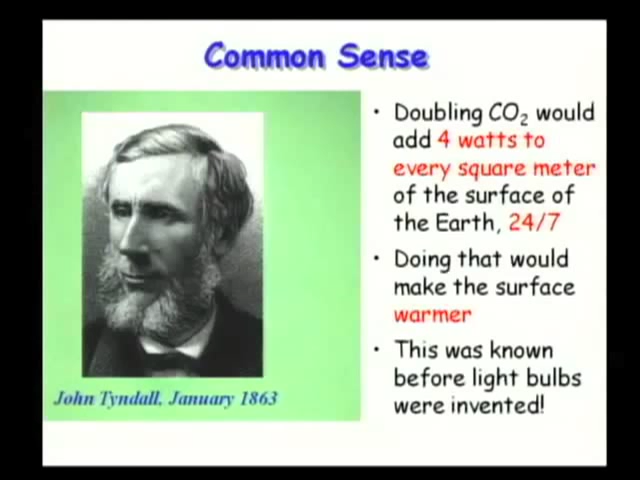 Common Sense
• Doubling CO₂ would
add 4 watts to
every square meter
of the surface of
the Earth, 24/7
• Doing that would
make the surface
warmer
• This was known
before light bulbs
were invented!
John Tyndall, January 1863